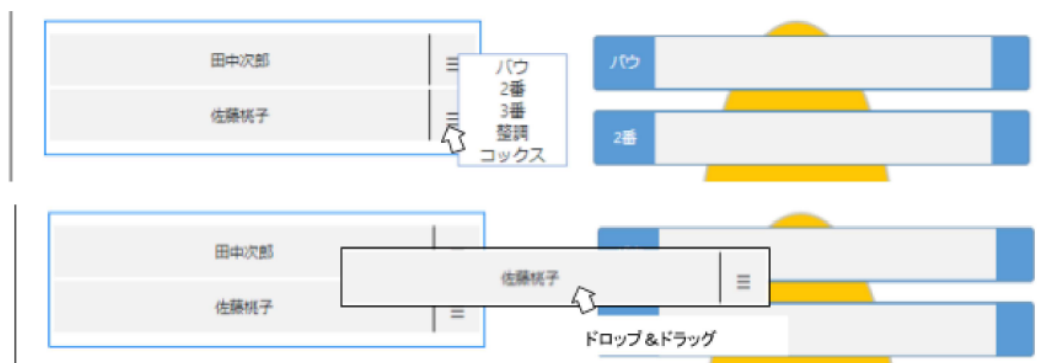 田中次郎
佐藤桃子
バウ
2番
3番
整調
コックス
バウ
2番
田中次郎
佐藤桃子
佐藤桃子
ドロップ&ドラッグ